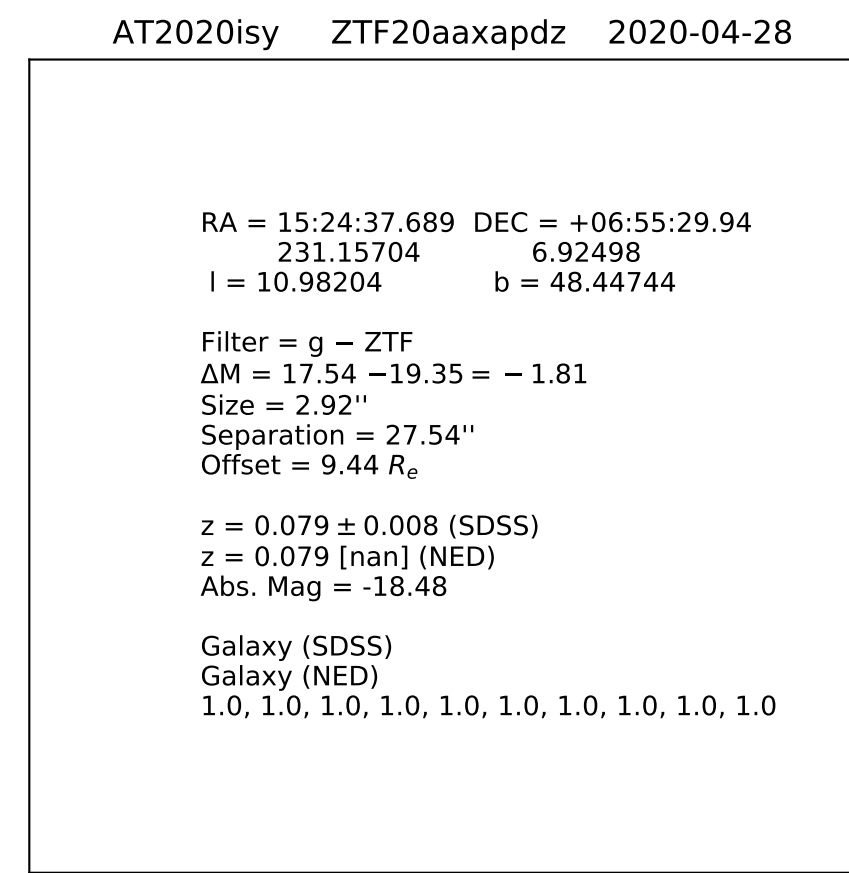 AT2020isy ZTF20aaxapdz 2020-04-28
RA = 15:24:37.689 DEC = +06:55:29.94
231.15704 6.92498
l = 10.98204 b = 48.44744
Filter = g − ZTF
ΔM = 17.54 −19.35 = − 1.81
Size = 2.92''
Separation = 27.54''
Offset = 9.44 Re
z = 0.079 ± 0.008 (SDSS)
z = 0.079 [nan] (NED)
Abs. Mag = -18.48
Galaxy (SDSS)
Galaxy (NED)
1.0, 1.0, 1.0, 1.0, 1.0, 1.0, 1.0, 1.0, 1.0, 1.0